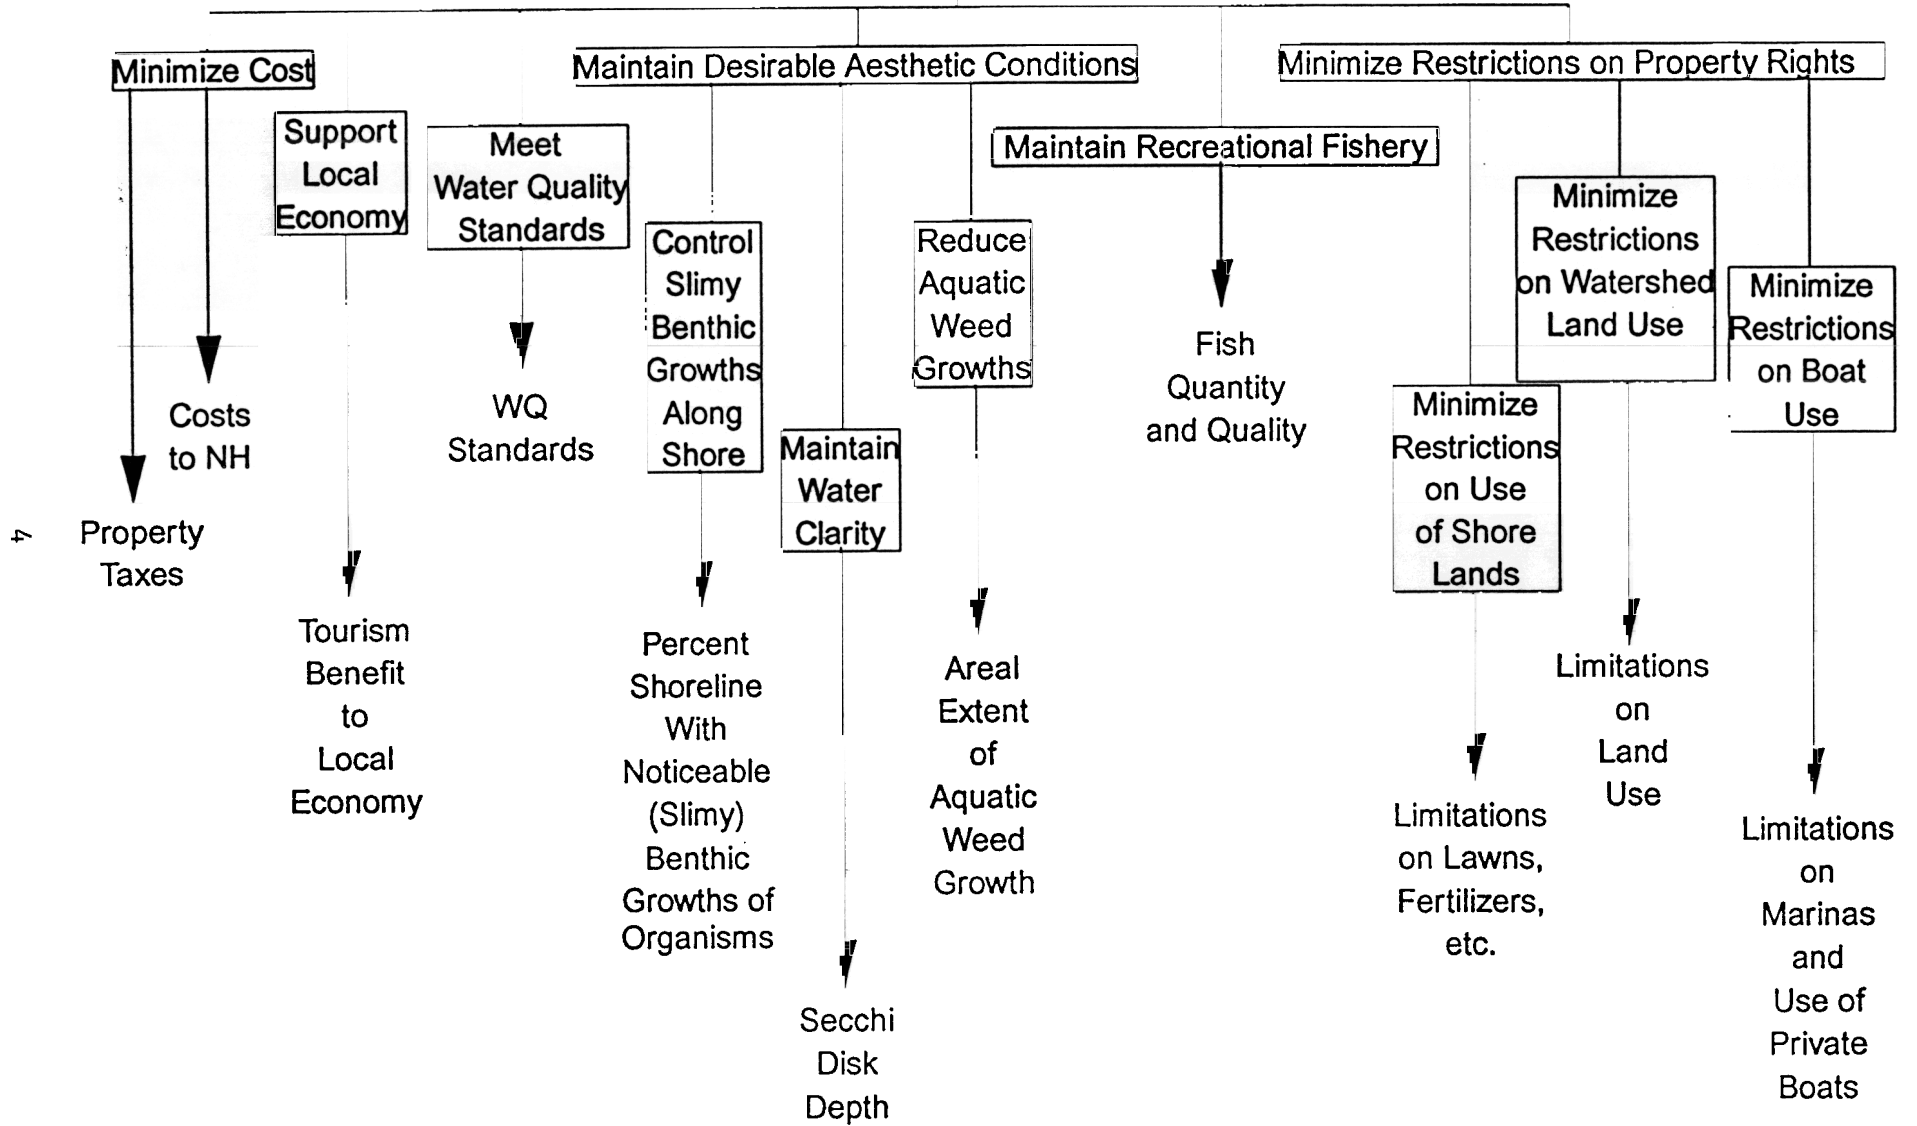 Minimize Cost
Maintain Desirable Aesthetic Conditions
Minimize Restrictions on Property Rights
Support
Local
Economy
Meet
Water Quality
Standards
Maintain Recreational Fishery
Control
Slimy
Benthic
Growths
Along
Shore
Maintain
Water
Clarity
Reduce
Aquatic
Weed
Growths
Minimize
Restrictions
on Use
of Shore
Lands
Minimize
Restrictions
on Watershed
Land Use
Minimize
Restrictions
on Boat
Use
Property
Taxes
Costs
to NH
Tourism
Benefit
to
Local
Economy
WQ
Standards
Percent
Shoreline
With
Noticeable
(Slimy)
Benthic
Growths of
Organisms
Secchi
Disk
Depth
Areal
Extent
of
Aquatic
Weed
Growth
Fish
Quantity
and Quality
Limitations
on Lawns,
Fertilizers,
etc.
Limitations
on
Land
Use
Limitations
on
Marinas
and
Use of
Private
Boats
4